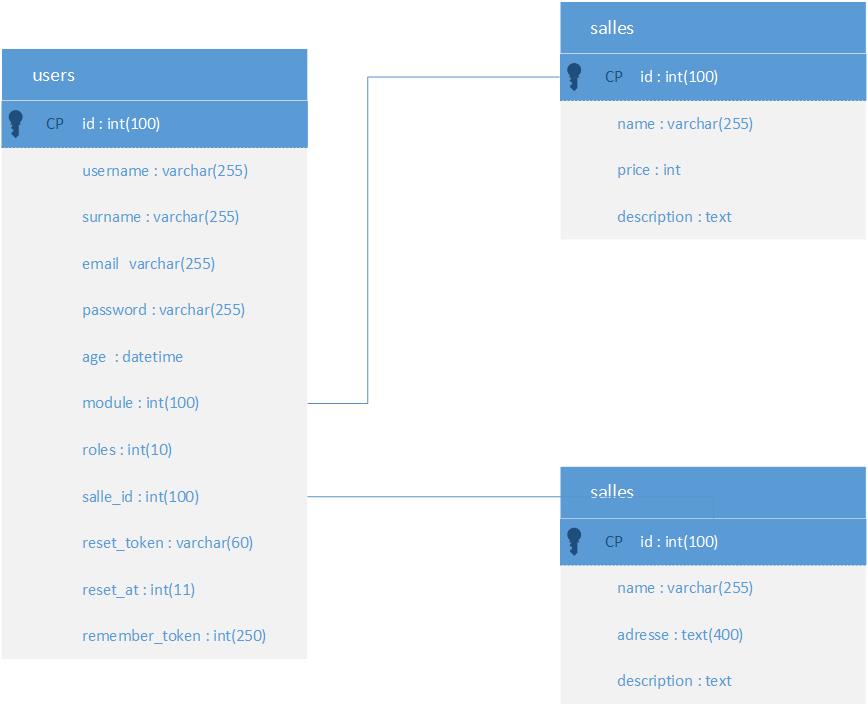 users
CP id : int(100)
username : varchar(255)
surname : varchar(255)
email varchar(255)
password : varchar(255)
age : datetime
module : int(100)
roles : int(10)
salle_id : int(100)
reset_token : varchar(60)
reset_at : int(11)
remember_token : int(250)
salles
CP id : int(100)
name : varchar(255)
price : int
description : text
salles
CP id : int(100)
name : varchar(255)
adresse : text(400)
description : text